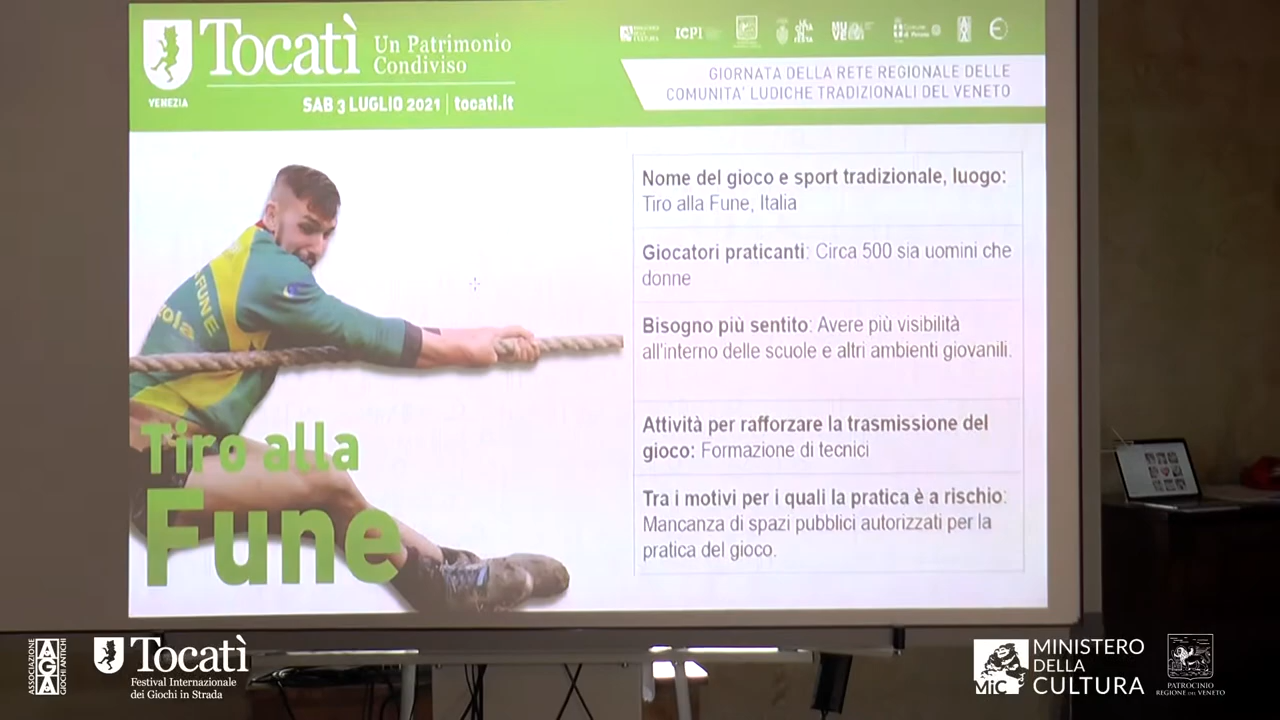 Tocatì
Un Patrimonio
Condiviso
VENEZIA
SAB 3 LUGLIO 2021 | tocati.it
ICPI
GIORNATA DELLA RETE REGIONALE DELLE
COMUNITA' LUDICHE TRADIZIONALI DEL VENETO
Nome del gioco e sport tradizionale, luogo:
Tiro alla Fune, Italia
Giocatori praticanti: Circa 500 sia uomini che
donne
Bisogno più sentito: Avere più visibilità
all'interno delle scuole e altri ambienti giovanili.
Attività per rafforzare la trasmissione del
gioco: Formazione di tecnici
Tra i motivi per i quali la pratica è a rischio:
Mancanza di spazi pubblici autorizzati per la
pratica del gioco.
FUNE
Tiro alla
Fune
ASSOCIAZIONE
AGA
GIOCHI ANTICHI
Tocatì
Festival Internazionale
dei Giochi in Strada
MiC
MINISTERO
DELLA
CULTURA
PATROCINIO
REGIONE DEL VENETO